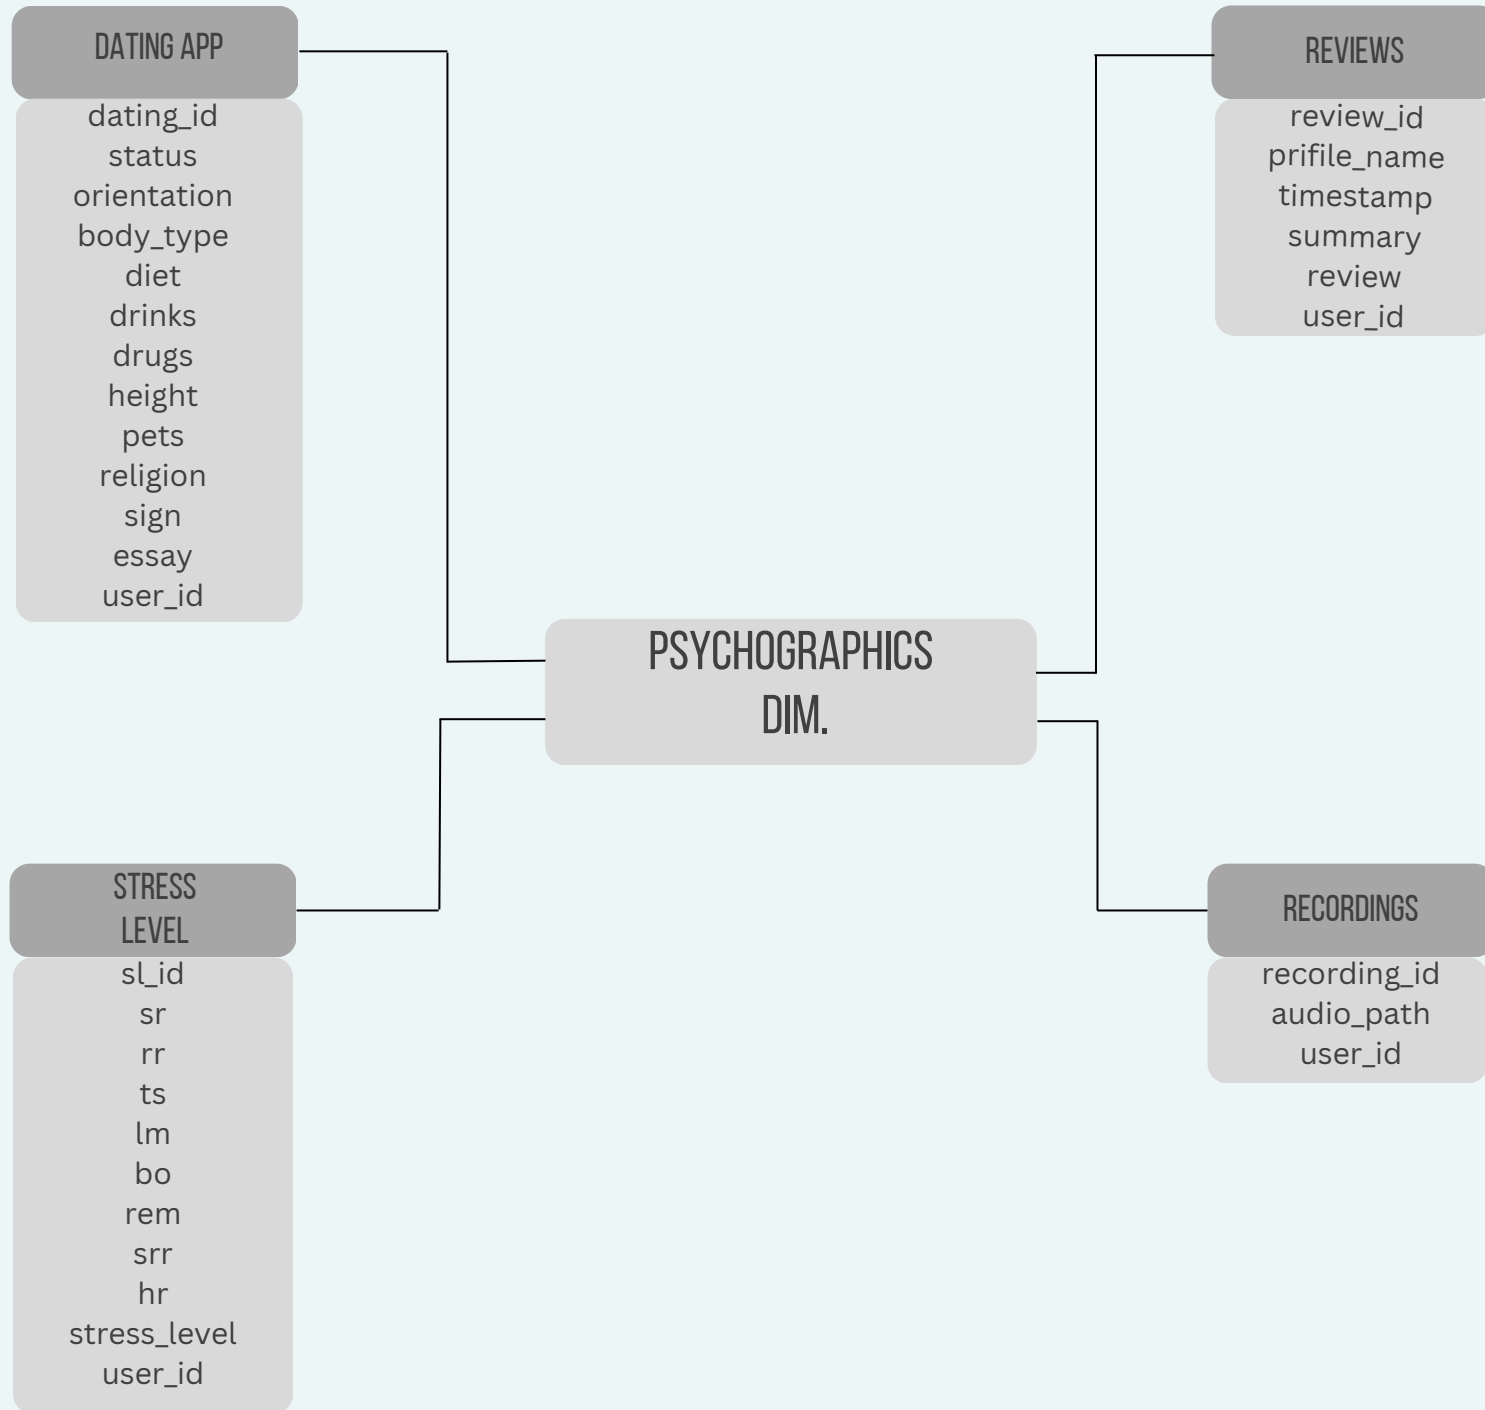 DATING APP
dating_id
status
orientation
body_type
diet
drinks
drugs
height
pets
religion
sign
essay
user_id
REVIEWS
review_id
prifile_name
timestamp
summary
review
user_id
PSYCHOGRAPHICS
DIM.
STRESS
LEVEL
sl_id
sr
rr
ts
lm
bo
rem
srr
hr
stress_level
user_id
RECORDINGS
recording_id
audio_path
user_id